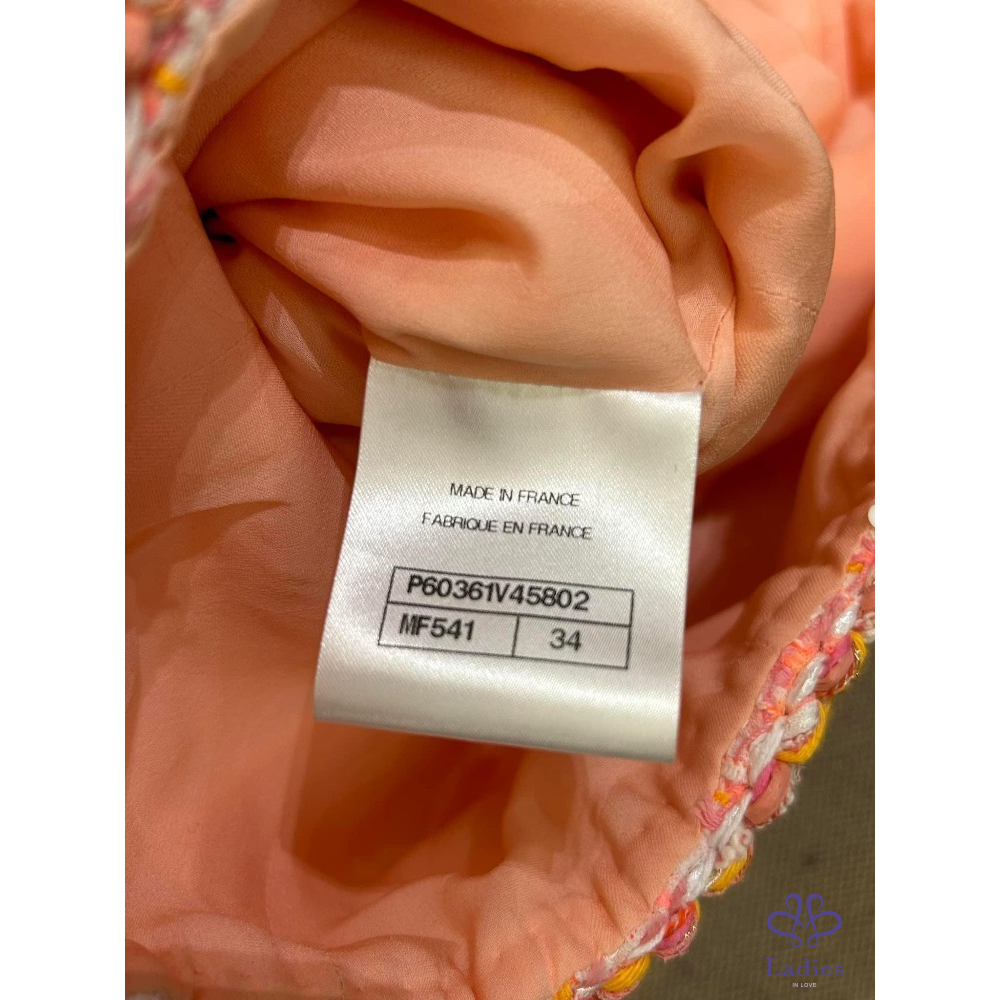 MADE IN FRANCE
FABRIQUE EN FRANCE
P60361V45802
MF541 34
Ladies
IN LOVE